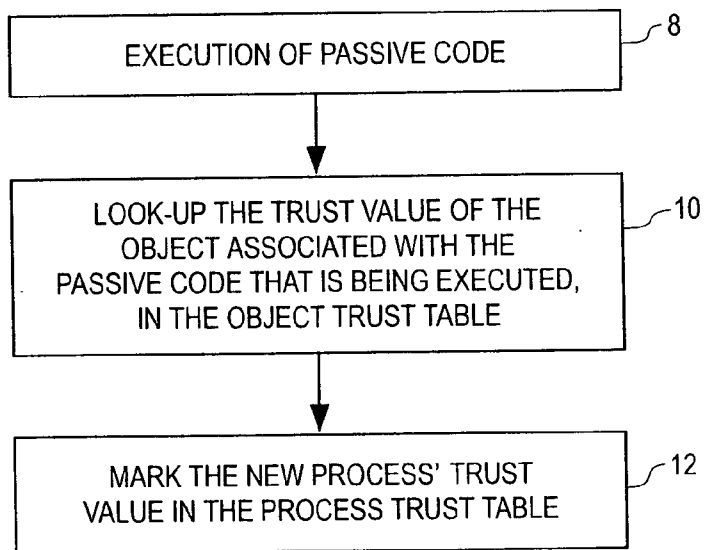 EXECUTION OF PASSIVE CODE
8
LOOK-UP THE TRUST VALUE OF THE
OBJECT ASSOCIATED WITH THE
PASSIVE CODE THAT IS BEING EXECUTED,
IN THE OBJECT TRUST TABLE
10
MARK THE NEW PROCESS' TRUST
VALUE IN THE PROCESS TRUST TABLE
12